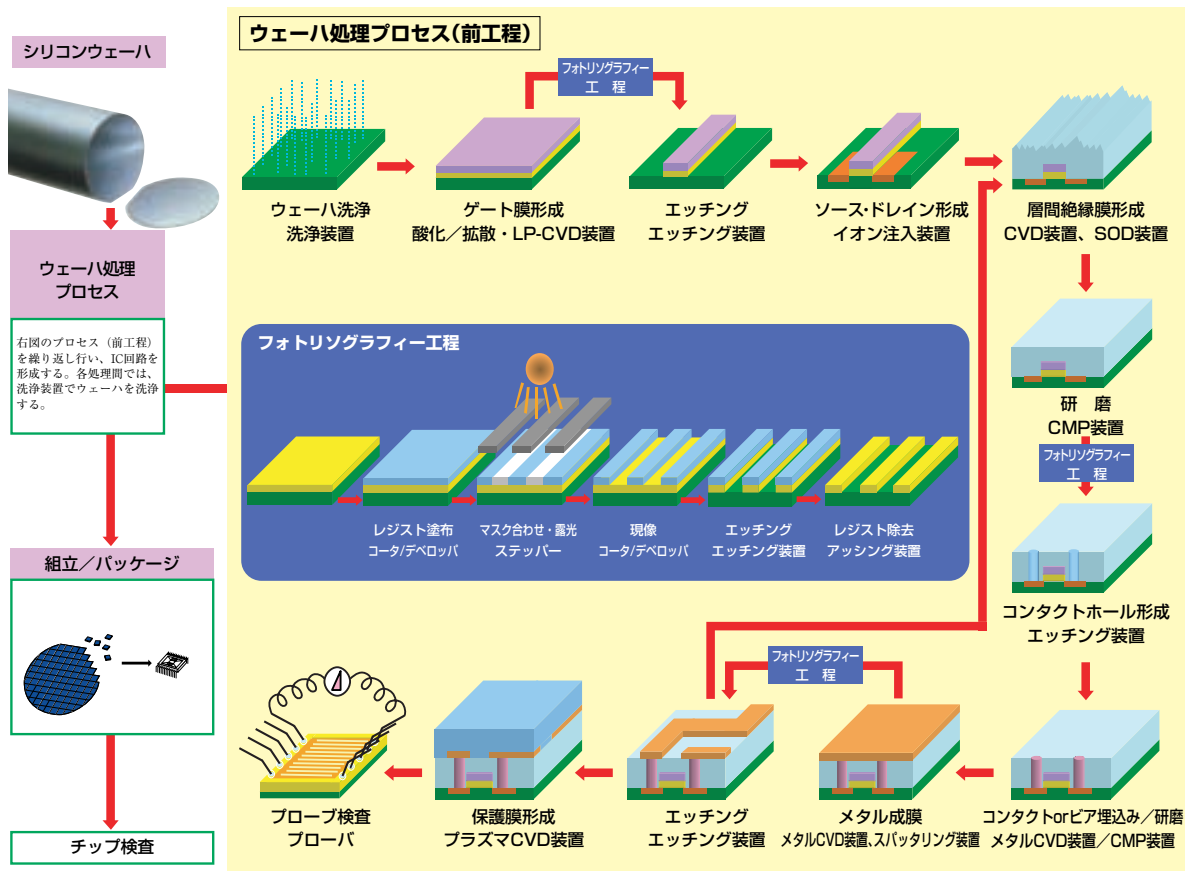 シリコンウェーハ
ウェーハ処理
プロセス
右図のプロセス（前工程）
を繰り返し行い、IC回路を
形成する。各処理間では、
洗浄装置でウェーハを洗浄
する。
組立／パッケージ
チップ検査
ウェーハ処理プロセス(前工程)
フォトリソグラフィー
工　程
ウェーハ洗浄
洗浄装置
ゲート膜形成
酸化／拡散・LP-CVD装置
エッチング
エッチング装置
ソース・ドレイン形成
イオン注入装置
層間絶縁膜形成
CVD装置、SOD装置
研　磨
CMP装置
フォトリソグラフィー
工　程
コンタクトホール形成
エッチング装置
フォトリソグラフィー工程
レジスト塗布
コータ/デベロッパ
マスク合わせ・露光
ステッパー
現像
コータ/デベロッパ
エッチング
エッチング装置
レジスト除去
アッシング装置
フォトリソグラフィー
工　程
プローブ検査
プローバ
保護膜形成
プラズマCVD装置
エッチング
エッチング装置
メタル成膜
メタルCVD装置、スパッタリング装置
コンタクトorビア埋込み／研磨
メタルCVD装置／CMP装置